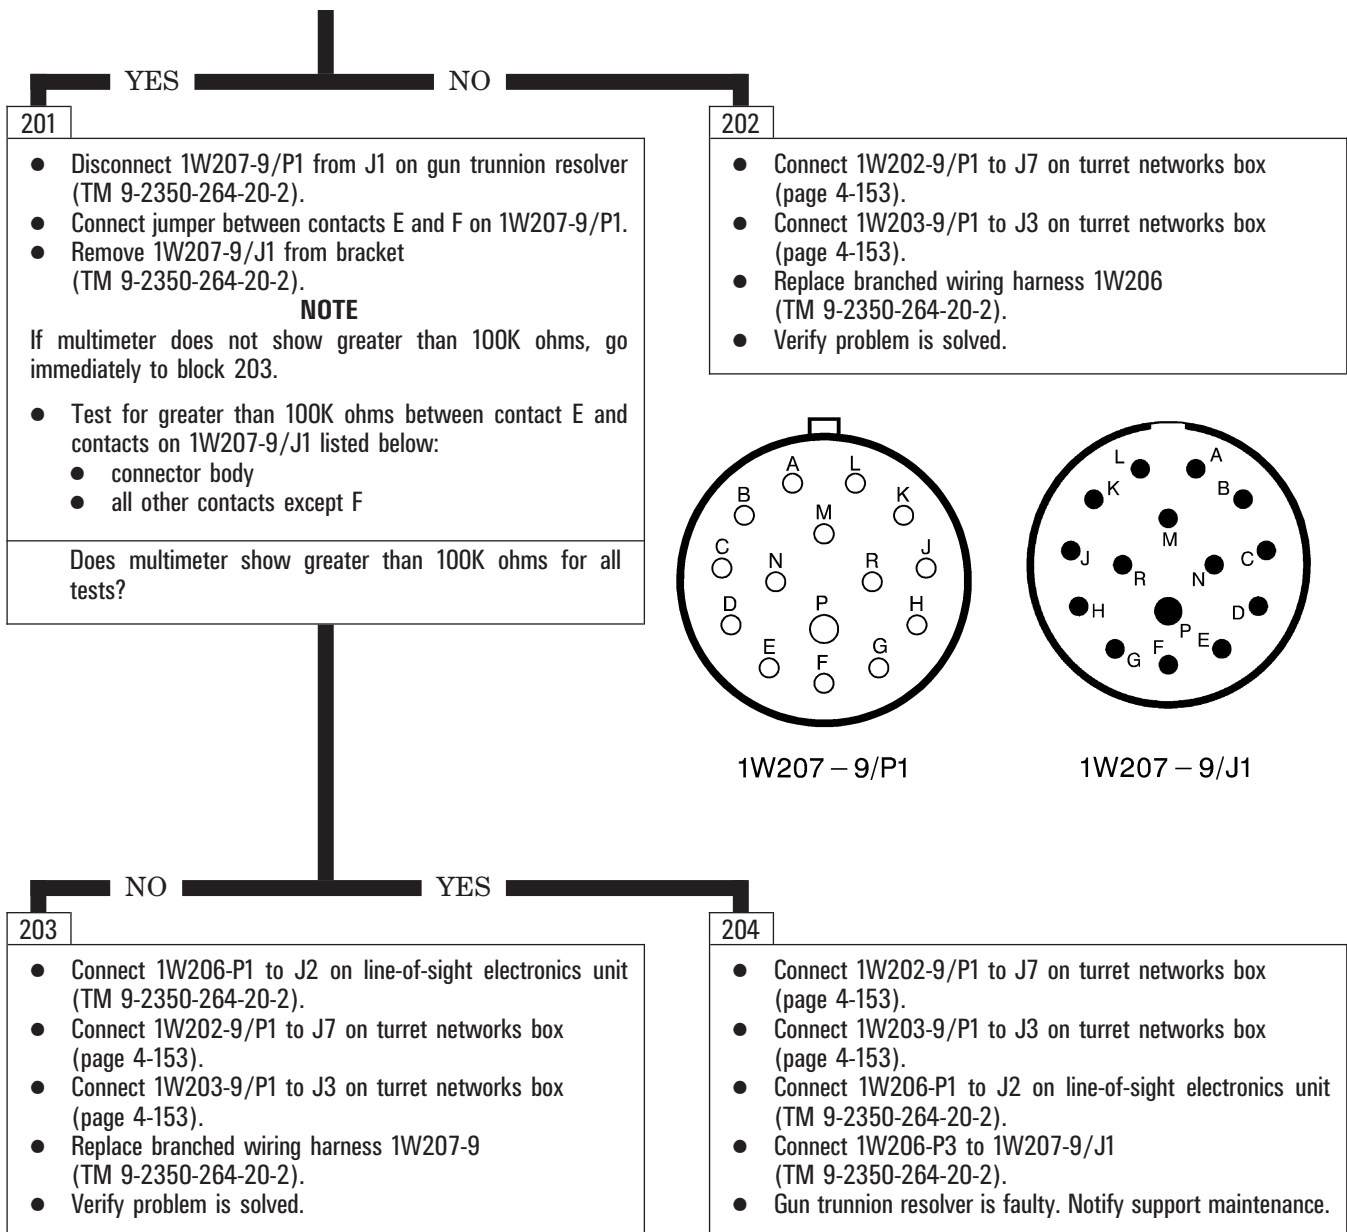 YES
NO
201
● Disconnect 1W207-9/P1 from J1 on gun trunnion resolver
(TM 9-2350-264-20-2).
● Connect jumper between contacts E and F on 1W207-9/P1.
● Remove 1W207-9/J1 from bracket
(TM 9-2350-264-20-2).
NOTE
If multimeter does not show greater than 100K ohms, go
immediately to block 203.
● Test for greater than 100K ohms between contact E and
contacts on 1W207-9/J1 listed below:
● connector body
● all other contacts except F
Does multimeter show greater than 100K ohms for all
tests?
202
● Connect 1W202-9/P1 to J7 on turret networks box
(page 4-153).
● Connect 1W203-9/P1 to J3 on turret networks box
(page 4-153).
● Replace branched wiring harness 1W206
(TM 9-2350-264-20-2).
● Verify problem is solved.
A L
B K
M
C J
N R
D P H
E G
F
1W207 – 9/P1
L A
K B
M
J C
R N
H D
P
G F E
1W207 – 9/J1
NO
YES
203
● Connect 1W206-P1 to J2 on line-of-sight electronics unit
(TM 9-2350-264-20-2).
● Connect 1W202-9/P1 to J7 on turret networks box
(page 4-153).
● Connect 1W203-9/P1 to J3 on turret networks box
(page 4-153).
● Replace branched wiring harness 1W207-9
(TM 9-2350-264-20-2).
● Verify problem is solved.
204
● Connect 1W202-9/P1 to J7 on turret networks box
(page 4-153).
● Connect 1W203-9/P1 to J3 on turret networks box
(page 4-153).
● Connect 1W206-P1 to J2 on line-of-sight electronics unit
(TM 9-2350-264-20-2).
● Connect 1W206-P3 to 1W207-9/J1
(TM 9-2350-264-20-2).
● Gun trunnion resolver is faulty. Notify support maintenance.